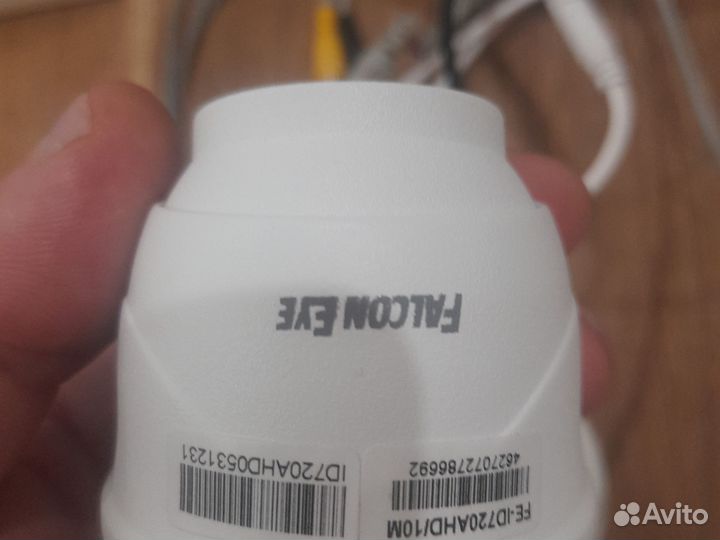 FE-ID720AHD/10M
4627072786692
ID720AHD0531231
FALCON EYE
Avito